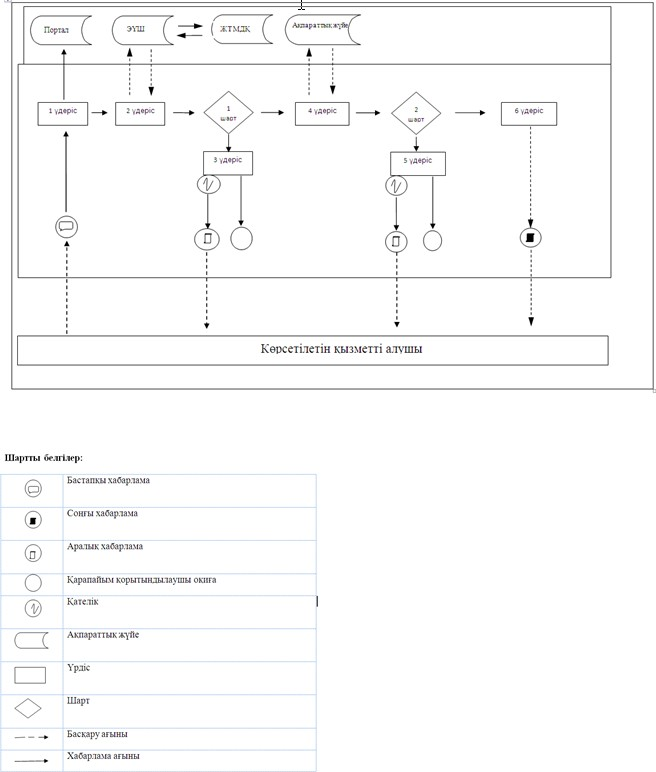 Портал
ЭҮШ
ЖТМДҚ
Ақпараттық жүйе
1 үдеріс
2 үдеріс
1
шарт
4 үдеріс
2
шарт
6 үдеріс
3 үдеріс
5 үдеріс
Көрсетілетін қызметті алушы
Шартты белгілер:
Бастапқы хабарлама
Соңғы хабарлама
Аралық хабарлама
Қарапайым қорытындылаушы оқиға
Қателік
Ақпараттық жүйе
Үрдіс
Шарт
Басқару ағыны
Хабарлама ағыны